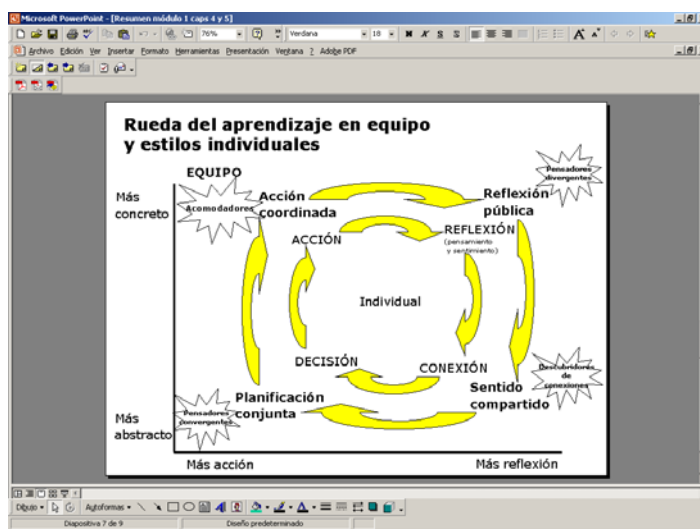 Microsoft PowerPoint - [Resumen módulo 1 caps 4 y 5]
76%
Verdana
18
N K S S
Archivo Edición Ver Insertar Formato Herramientas Presentación Ventana ? Adobe PDF
Rueda del aprendizaje en equipo
y estilos individuales
EQUIPO
Pensadores
divergentes
Más
concreto
Acomodadores
Acción
coordinada
Reflexión
pública
ACCIÓN
REFLEXIÓN
(pensamiento
y sentimiento)
Individual
DECISIÓN
CONEXIÓN
Descubridores
de
conexiones
Planificación
conjunta
Sentido
compartido
Más
abstracto
Pensadores
convergentes
Más acción
Más reflexión
Dibujo
Autoformas
Diapositiva 7 de 9
Diseño predeterminado